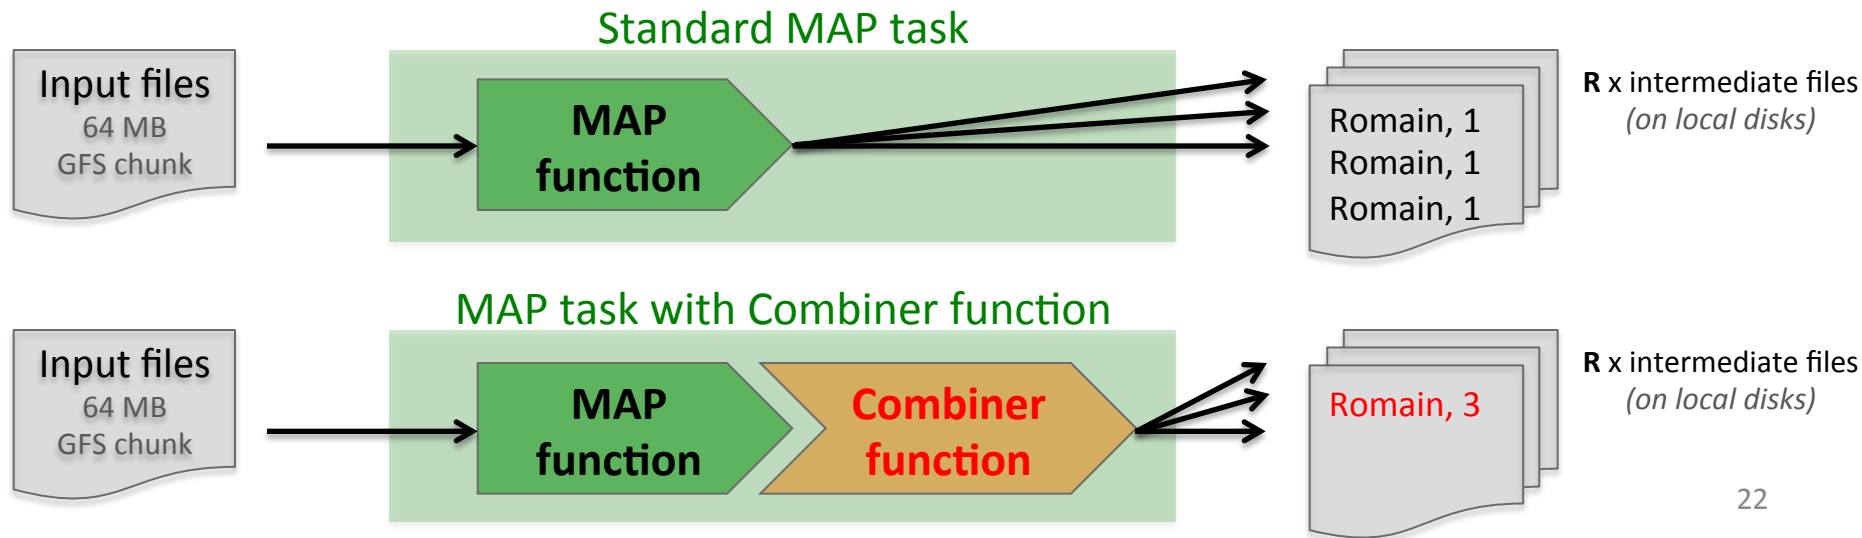 Standard MAP task
Input files
64 MB
GFS chunk
MAP
function
Romain, 1
Romain, 1
Romain, 1
R x intermediate files
(on local disks)
MAP task with Combiner function
Input files
64 MB
GFS chunk
MAP
function
Combiner
function
Romain, 3
R x intermediate files
(on local disks)
22